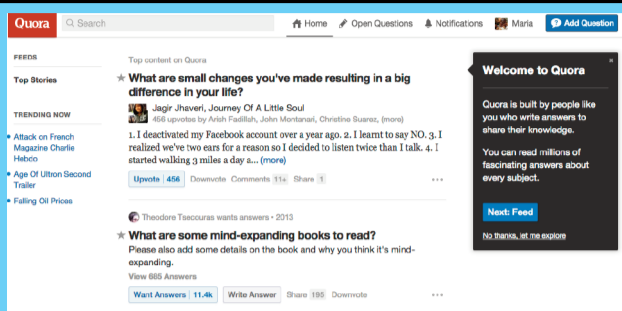 Quora
Search
Home
Open Questions
Notifications
Maria
Add Question
FEEDS
Top Stories
TRENDING NOW
Attack on French
Magazine Charlie
Hebdo
Age Of Ultron Second
Trailer
Falling Oil Prices
Top content on Quora
What are small changes you've made resulting in a big
difference in your life?
Jagir Jhaveri, Journey Of A Little Soul
456 upvotes by Arish Fadillah, John Montanari, Christine Suarez, (more)
1. I deactivated my Facebook account over a year ago. 2. I learnt to say NO. 3. I
realized we've two ears for a reason so I decided to listen twice than I talk. 4. I
started walking 3 miles a day a... (more)
Upvote 456 Downvote Comments 11+ Share 1
Theodore Tsaccuras wants answers • 2013
What are some mind-expanding books to read?
Please also add some details on the book and why you think it's mind-
expanding.
View 665 Answers
Want Answers 11.4k Write Answer Share 195 Downvote
Welcome to Quora
Quora is built by people like
you who write answers to
share their knowledge.
You can read millions of
fascinating answers about
every subject.
Next: Feed
No thanks, let me explore